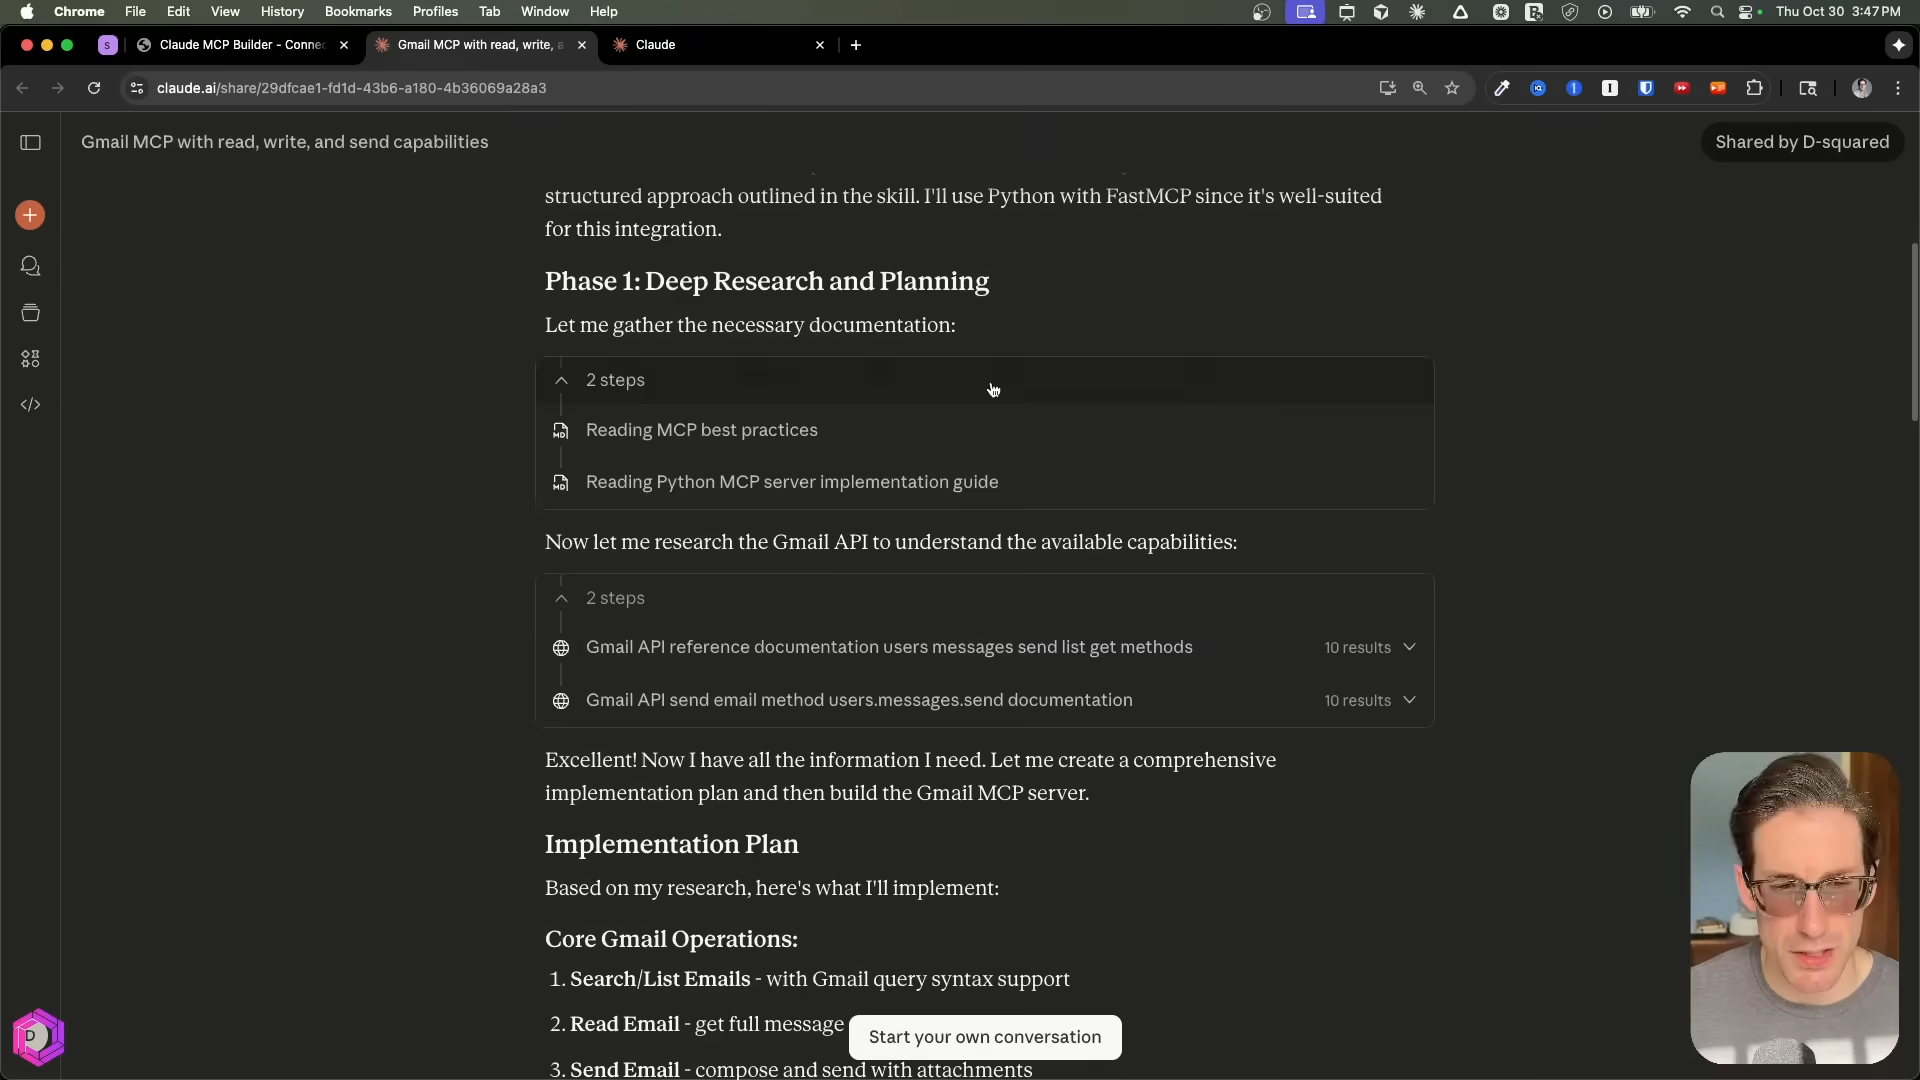 Chrome File Edit View History Bookmarks Profiles Tab Window Help Thu Oct 30 3:47 PM
s Claude MCP Builder - Connec Gmail MCP with read, write, a Claude
claude.ai/share/29dfcae1-fd1d-43b6-a180-4b36069a28a3
Gmail MCP with read, write, and send capabilities
Shared by D-squared
structured approach outlined in the skill. I'll use Python with FastMCP since it's well-suited
for this integration.
Phase 1: Deep Research and Planning
Let me gather the necessary documentation:
2 steps
Reading MCP best practices
Reading Python MCP server implementation guide
Now let me research the Gmail API to understand the available capabilities:
2 steps
Gmail API reference documentation users messages send list get methods 10 results
Gmail API send email method users.messages.send documentation 10 results
Excellent! Now I have all the information I need. Let me create a comprehensive
implementation plan and then build the Gmail MCP server.
Implementation Plan
Based on my research, here's what I'll implement:
Core Gmail Operations:
1. Search/List Emails - with Gmail query syntax support
2. Read Email - get full message
Start your own conversation
3. Send Email - compose and send with attachments
D